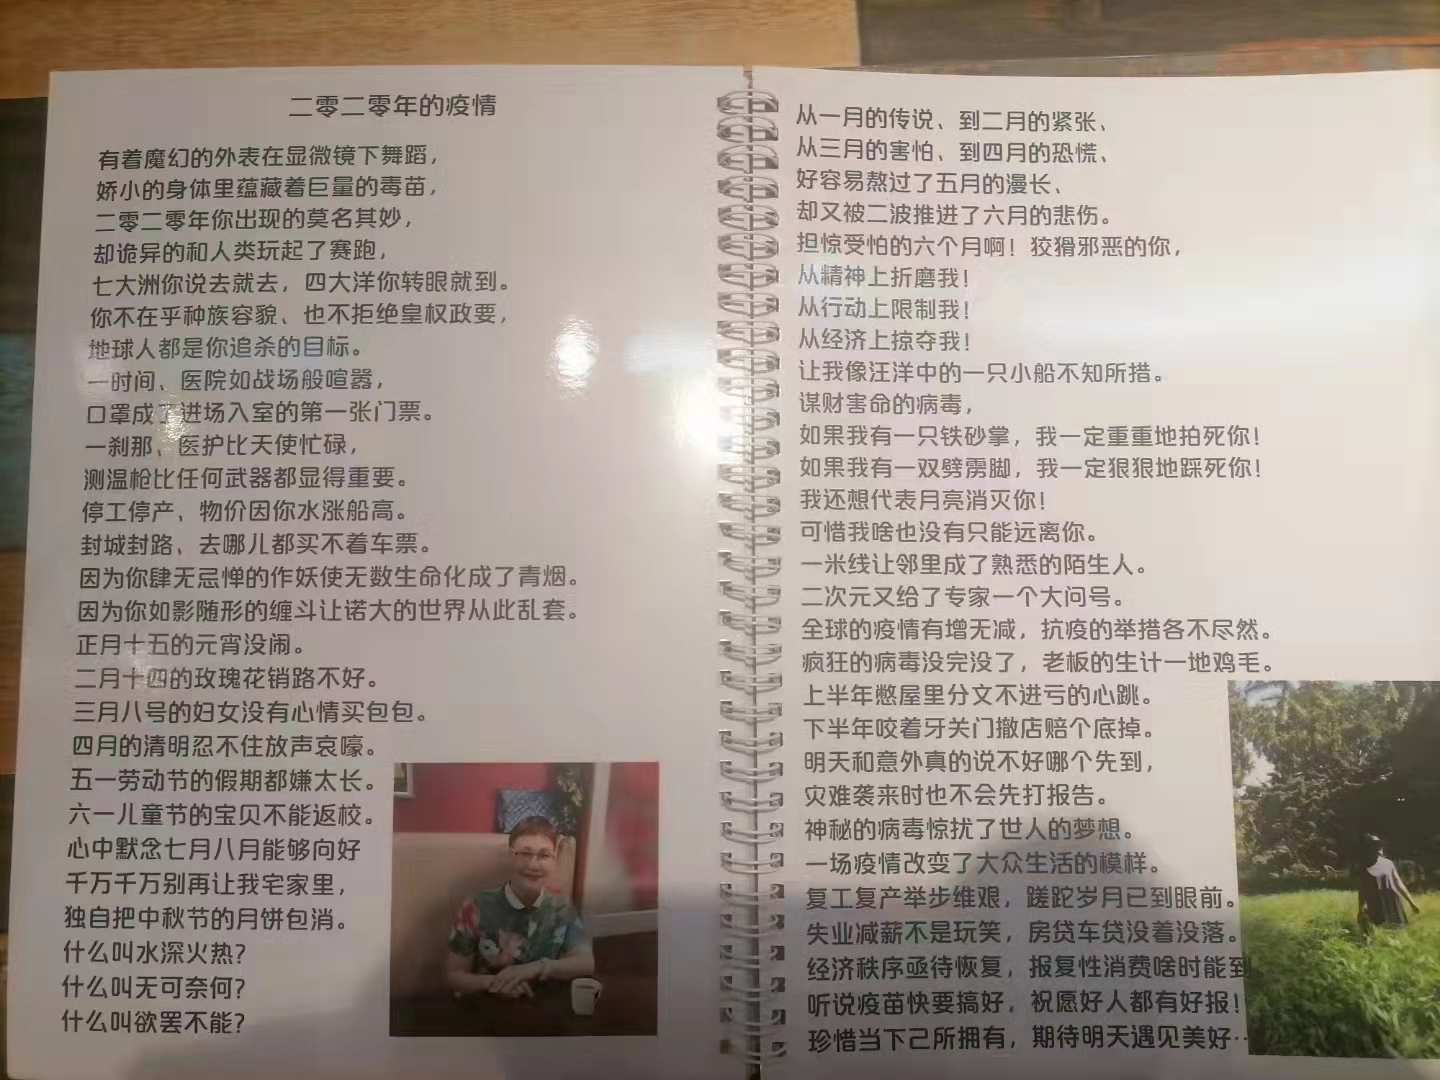 二零二零年的疫情
有着魔幻的外表在显微镜下舞蹈，
娇小的身体里蕴藏着巨量的毒苗，
二零二零年你出现的莫名其妙，
却诡异的和人类玩起了赛跑，
七大洲你说去就去，四大洋你转眼就到。
你不在乎种族容貌、也不拒绝皇权政要，
地球人都是你追杀的目标。
一时间、医院如战场般喧嚣，
口罩成了进场入室的第一张门票。
一刹那、医护比天使忙碌，
测温枪比任何武器都显得重要。
停工停产、物价因你水涨船高。
封城封路、去哪儿都买不着车票。
因为你肆无忌惮的作妖使无数生命化成了青烟。
因为你如影随形的缠斗让诺大的世界从此乱套。
正月十五的元宵没闹。
二月十四的玫瑰花销路不好。
三月八号的妇女没有心情买包包。
四月的清明忍不住放声哀嚎。
五一劳动节的假期都嫌太长。
六一儿童节的宝贝不能返校。
心中默念七月八月能够向好
千万千万别再让我宅家里，
独自把中秋节的月饼包消。
什么叫水深火热？
什么叫无可奈何？
什么叫欲罢不能？
从一月的传说、到二月的紧张、
从三月的害怕、到四月的恐慌、
好容易熬过了五月的漫长、
却又被二波推进了六月的悲伤。
担惊受怕的六个月啊！狡猾邪恶的你，
从精神上折磨我！
从行动上限制我！
从经济上掠夺我！
让我像汪洋中的一只小船不知所措。
谋财害命的病毒，
如果我有一只铁砂掌，我一定重重地拍死你！
如果我有一双劈雳脚，我一定狠狠地踩死你！
我还想代表月亮消灭你！
可惜我啥也没有只能远离你。
一米线让邻里成了熟悉的陌生人。
二次元又给了专家一个大问号。
全球的疫情有增无减，抗疫的举措各不尽然。
疯狂的病毒没完没了，老板的生计一地鸡毛。
上半年憋屋里分文不进亏的心跳。
下半年咬着牙关门撤店赔个底掉。
明天和意外真的说不好哪个先到，
灾难袭来时也不会先打报告。
神秘的病毒惊扰了世人的梦想。
一场疫情改变了大众生活的模样。
复工复产举步维艰，蹉跎岁月已到眼前。
失业减薪不是玩笑，房贷车贷没着没落。
经济秩序亟待恢复，报复性消费啥时能到
听说疫苗快要搞好，祝愿好人都有好报！
珍惜当下己所拥有，期待明天遇见美好…